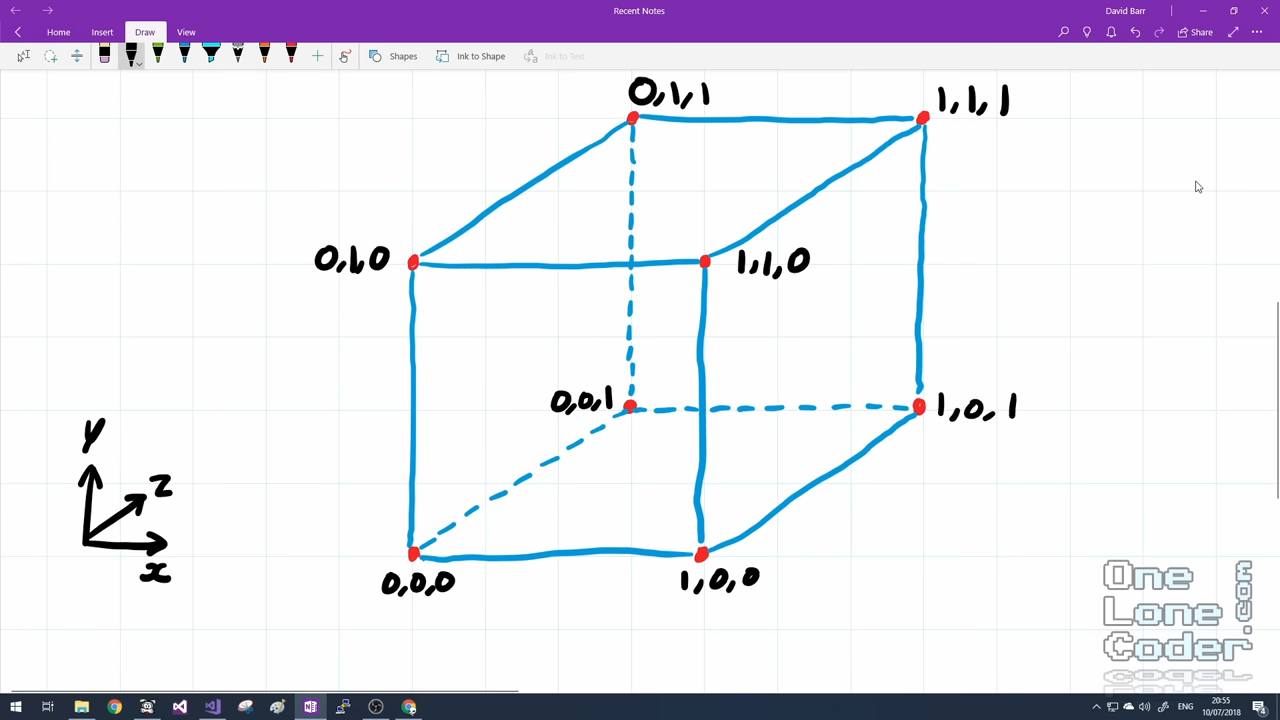 Recent Notes
David Barr
Home Insert Draw View
Share
Shapes Ink to Shape Ink to Text
0,1,1
1,1,1
0,1,0
1,1,0
0,0,1
1,0,1
Y
Z
x
0,0,0
1,0,0
One
Lone
Coder
.com
ENG
20:55
10/07/2018
4